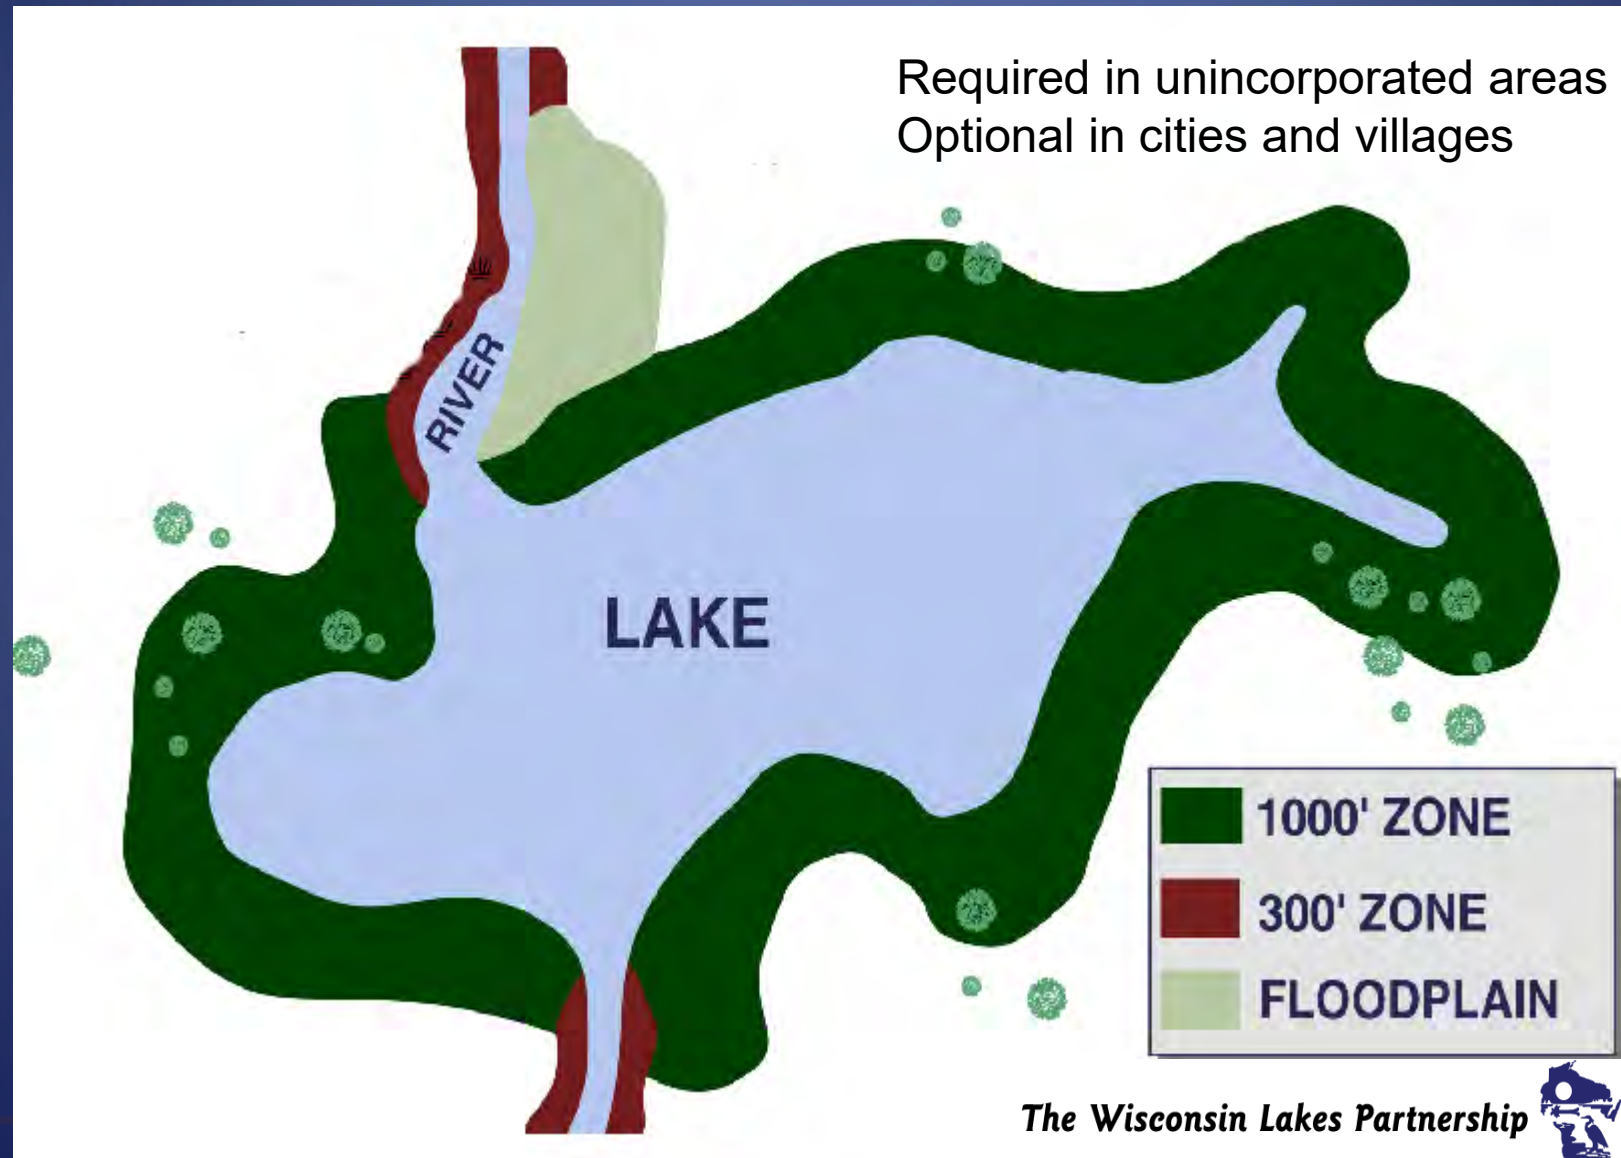 Required in unincorporated areas
Optional in cities and villages
RIVER
LAKE
1000' ZONE
300' ZONE
FLOODPLAIN
The Wisconsin Lakes Partnership